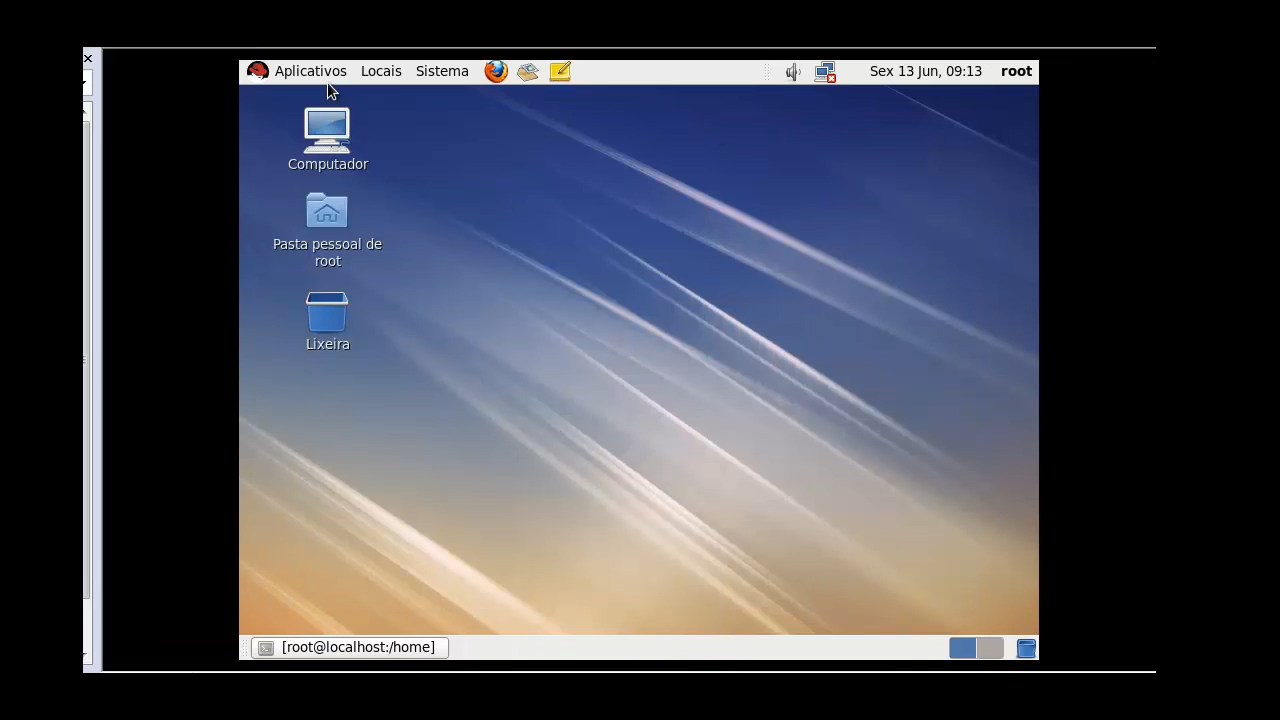 Aplicativos Locais Sistema Sex 13 Jun, 09:13 root
Computador
Pasta pessoal de
root
Lixeira
[root@localhost:/home]